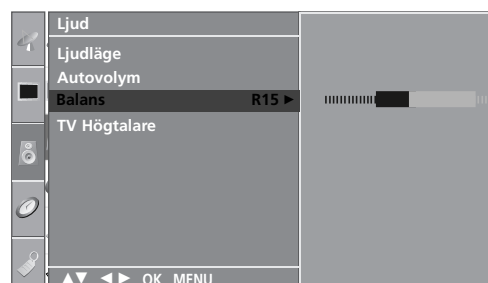 Ljud
Ljudläge
Autovolym
Balans R15 ►
TV Högtalare
▲▼ ◄► OK MENU